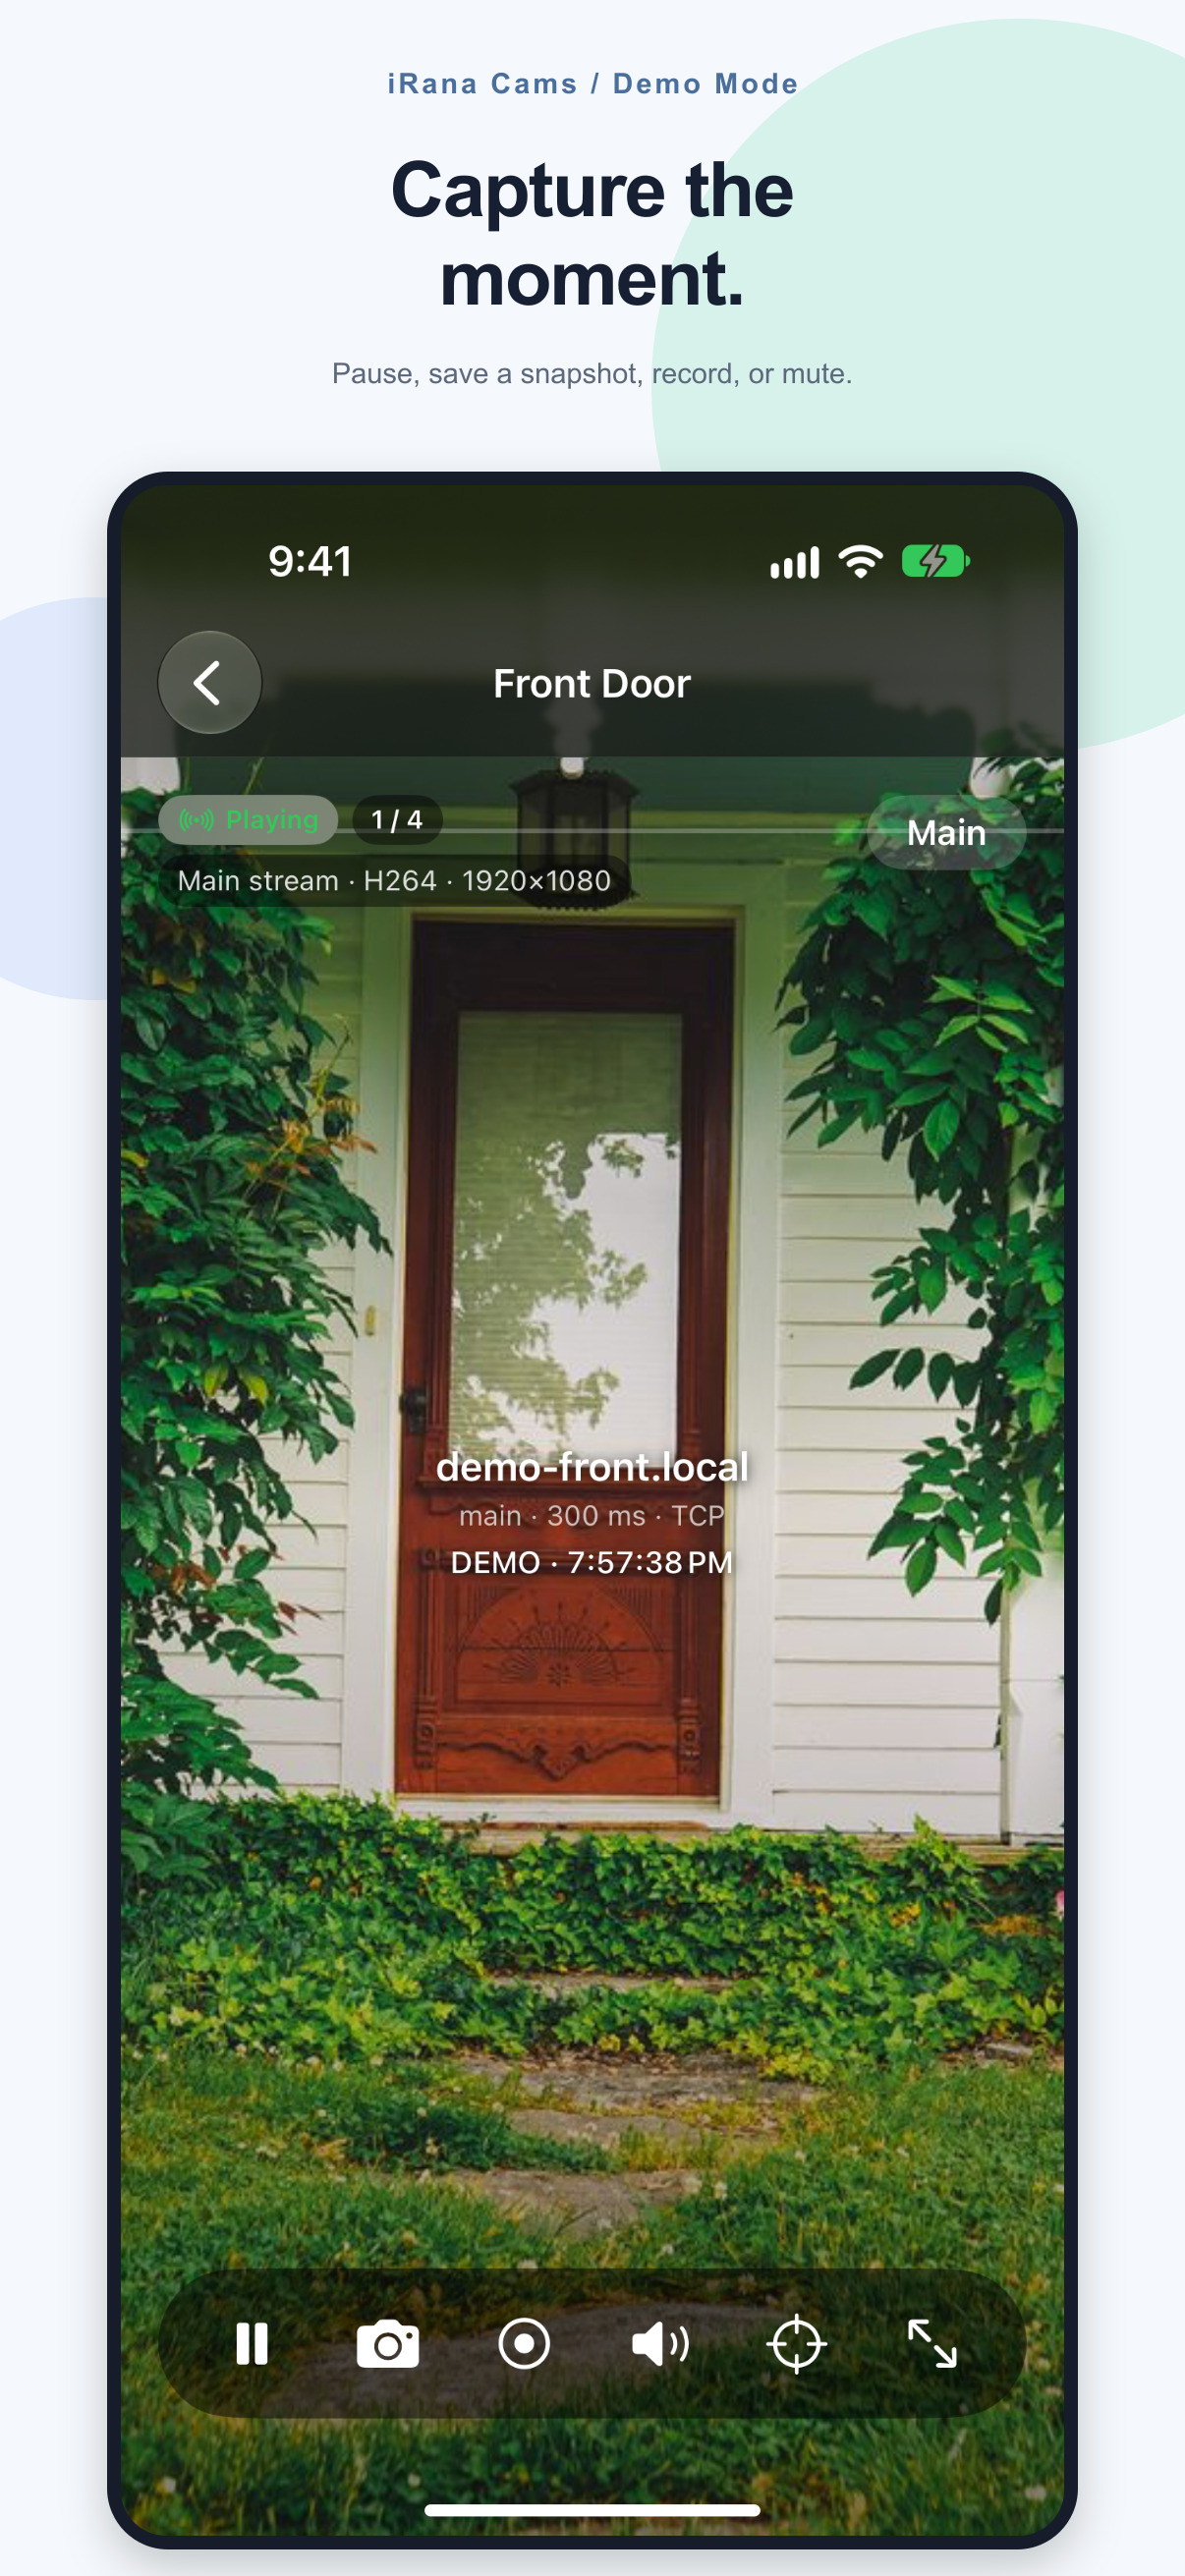 iRana Cams / Demo Mode
Capture the
moment.
Pause, save a snapshot, record, or mute.
9:41
Front Door
Playing 1 / 4
Main
Main stream · H264 · 1920×1080
demo-front.local
main · 300 ms · TCP
DEMO · 7:57:38 PM